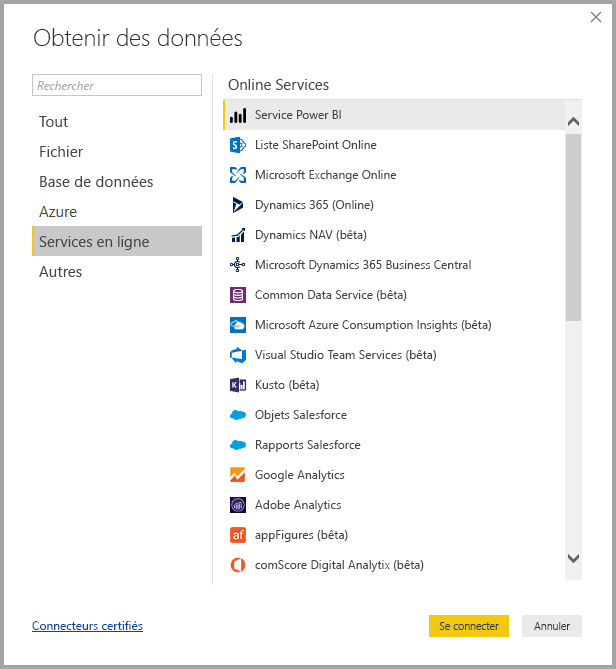 Obtenir des données
Rechercher
Tout
Fichier
Base de données
Azure
Services en ligne
Autres
Online Services
Service Power BI
Liste SharePoint Online
Microsoft Exchange Online
Dynamics 365 (Online)
Dynamics NAV (bêta)
Microsoft Dynamics 365 Business Central
Common Data Service (bêta)
Microsoft Azure Consumption Insights (bêta)
Visual Studio Team Services (bêta)
Kusto (bêta)
Objets Salesforce
Rapports Salesforce
Google Analytics
Adobe Analytics
appFigures (bêta)
comScore Digital Analytix (bêta)
Connecteurs certifiés
Se connecter
Annuler